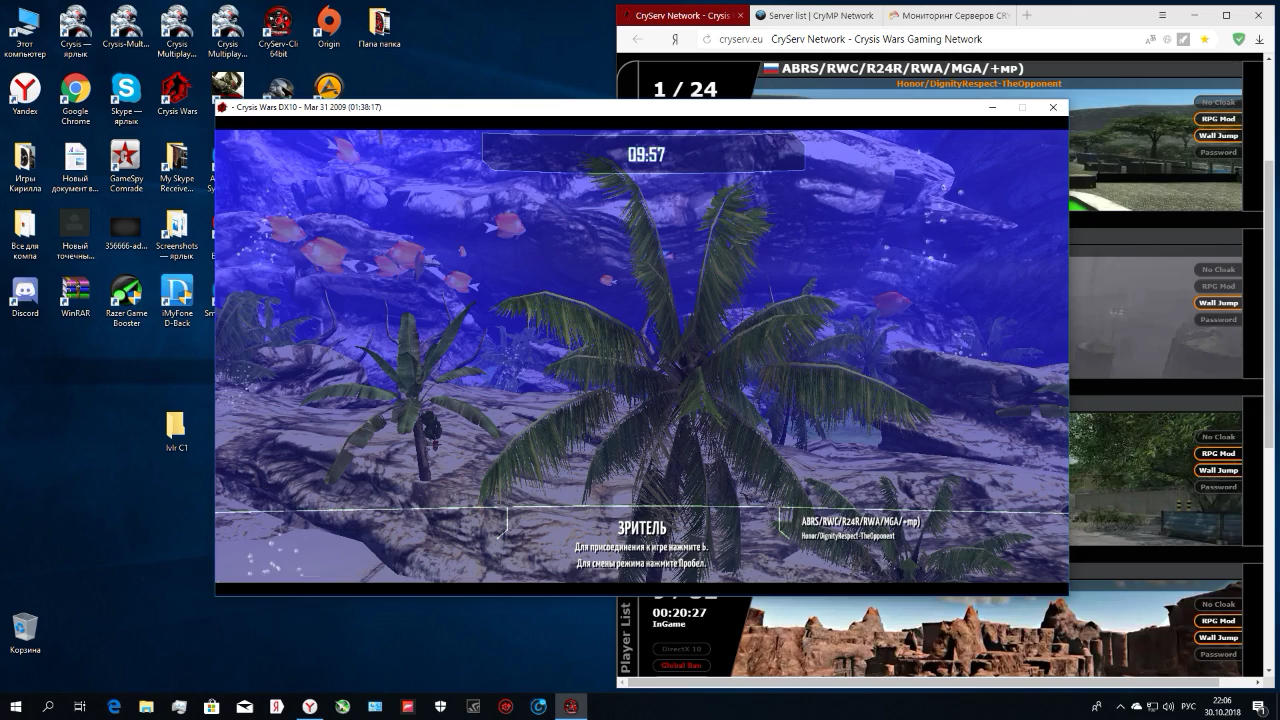 Этот
компьютер
Crysis —
ярлык
Crysis-Mult...
Crysis
Multiplay...
Crysis
Multiplay...
CryServ-Cli
64bit
Origin
Папа папка
Yandex
Google
Chrome
Skype —
ярлык
Crysis Wars
Игры
Кирилла
Новый
документ в...
GameSpy
Comrade
My Skype
Receive...
Все для
компа
Новый
точечны...
356666-ad...
Screenshots
— ярлык
Discord
WinRAR
Razer Game
Booster
iMyFone
D-Back
lvlr C1
Корзина
CryServ Network - Crysis
Server list | CryMP Network
Мониторинг Серверов CRY
cryserv.eu
CryServ Network - Crysis Wars Gaming Network
1 / 24
ABRS/RWC/R24R/RWA/MGA/+мр)
Honor/DignityRespect-TheOpponent
No Cloak
RPG Mod
Wall Jump
Password
- Crysis Wars DX10 - Mar 31 2009 (01:38:17)
09:57
ЗРИТЕЛЬ
Для присоединения к игре нажмите b.
Для смены режима нажмите Пробел.
ABRS/RWC/R24R/RWA/MGA/+mp)
Honor/DignityRespect-TheOpponent
No Cloak
RPG Mod
Wall Jump
Password
No Cloak
RPG Mod
Wall Jump
Password
Player List
00:20:27
InGame
DirectX 10
Global Ban
No Cloak
RPG Mod
Wall Jump
Password
РУС
22:06
30.10.2018